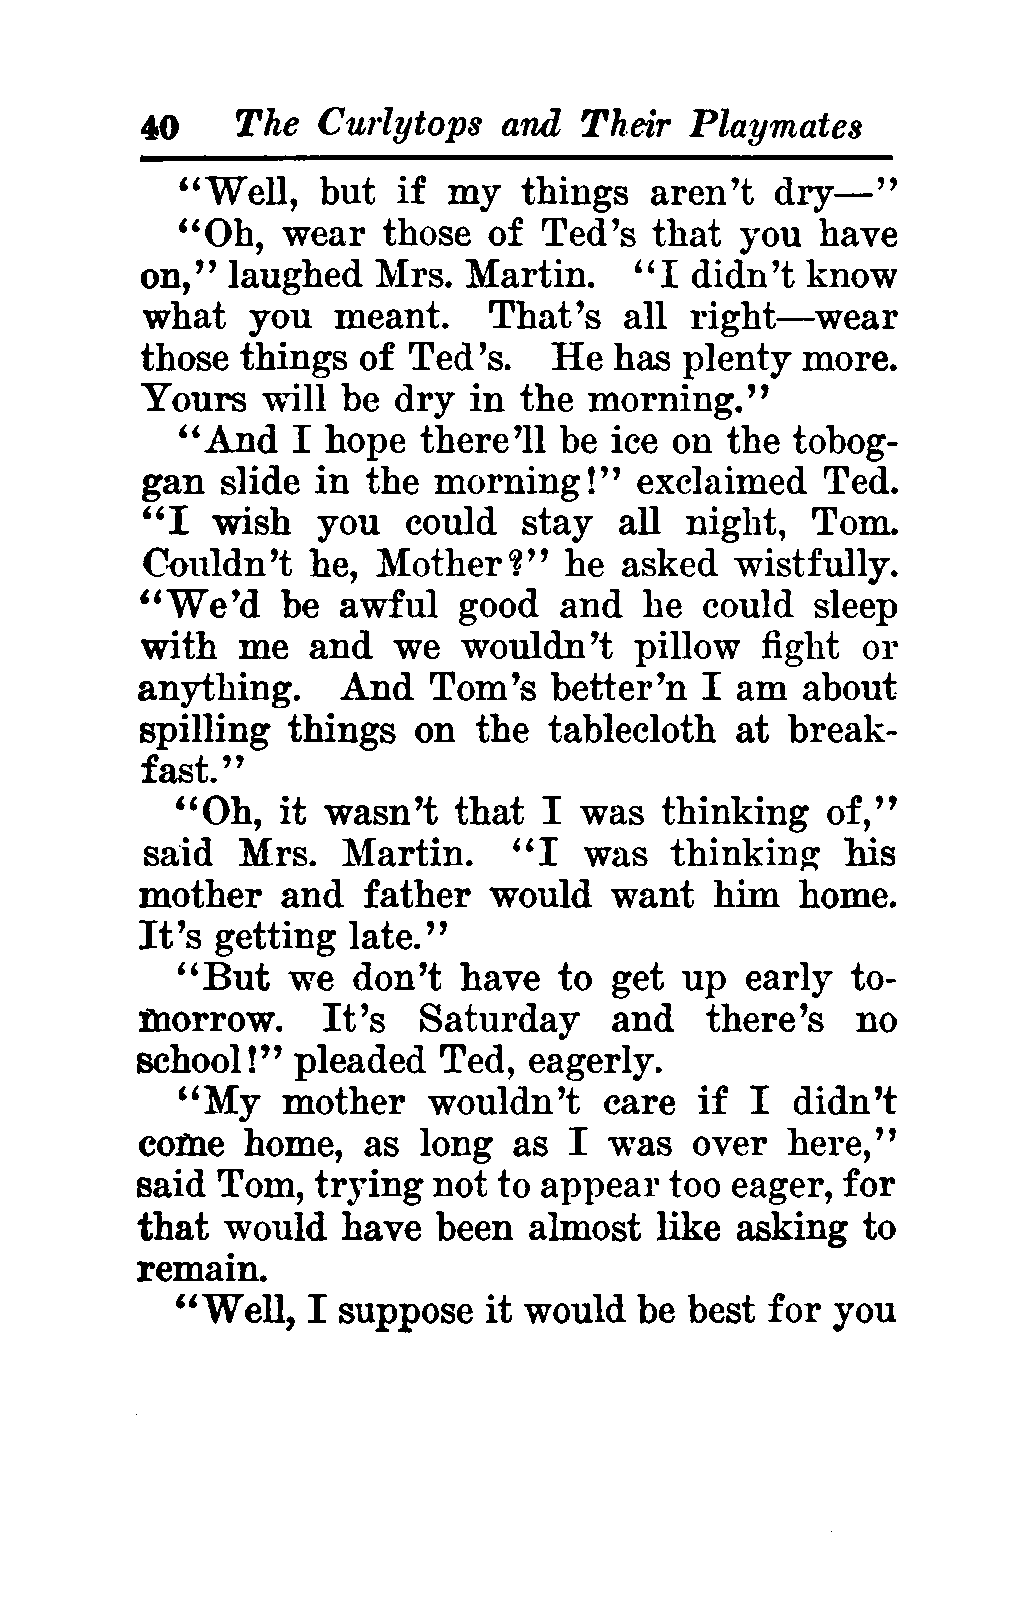 40 The Curlytops and Their Playmates
“Well, but if my things aren’t dry—”
“Oh, wear those of Ted’s that you have
on,” laughed Mrs. Martin. “I didn’t know
what you meant. That’s all right—wear
those things of Ted’s. He has plenty more.
Yours will be dry in the morning.”
“And I hope there’ll be ice on the tobog-
gan slide in the morning!” exclaimed Ted.
“I wish you could stay all night, Tom.
Couldn’t he, Mother?” he asked wistfully.
“We’d be awful good and he could sleep
with me and we wouldn’t pillow fight or
anything. And Tom’s better’n I am about
spilling things on the tablecloth at break-
fast.”
“Oh, it wasn’t that I was thinking of,”
said Mrs. Martin. “I was thinking his
mother and father would want him home.
It’s getting late.”
“But we don’t have to get up early to-
morrow. It’s Saturday and there’s no
school!” pleaded Ted, eagerly.
“My mother wouldn’t care if I didn’t
come home, as long as I was over here,”
said Tom, trying not to appear too eager, for
that would have been almost like asking to
remain.
“Well, I suppose it would be best for you